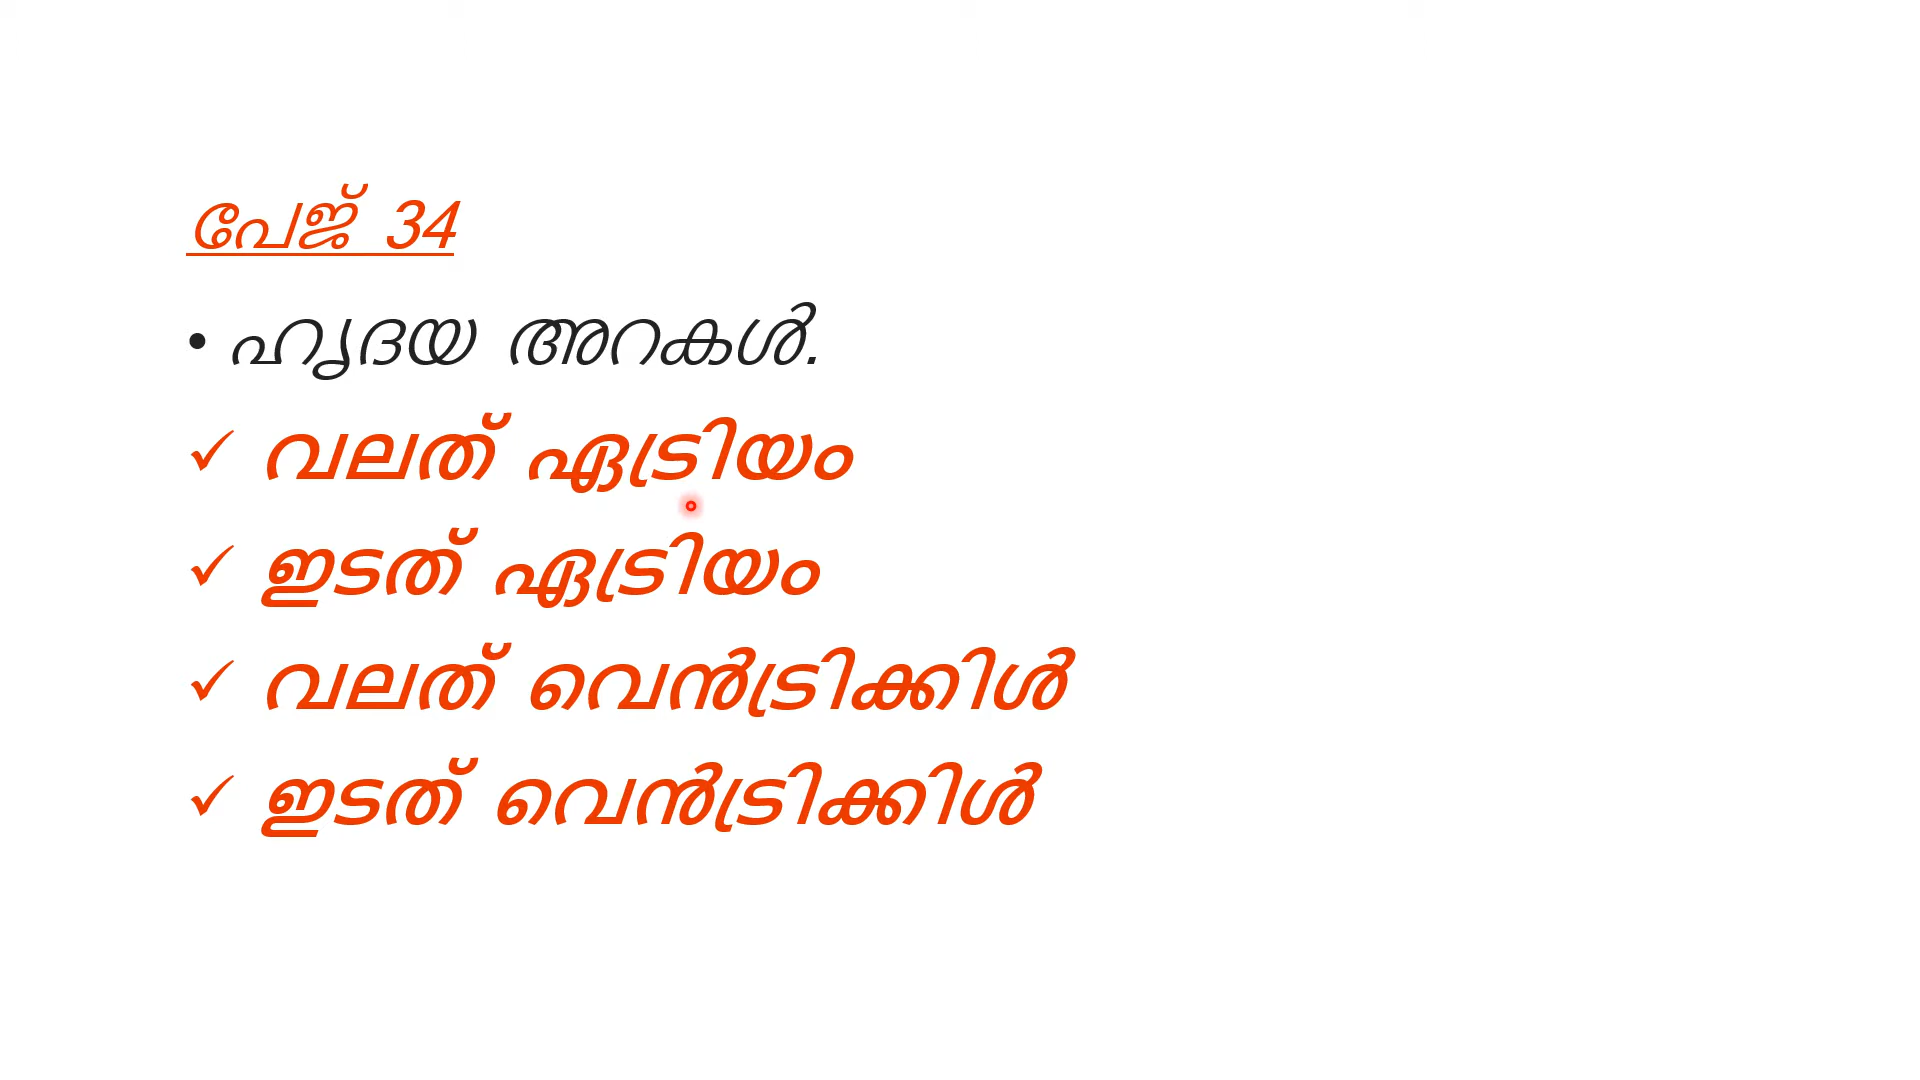 പേജ് 34
• ഹൃദയ അറകൾ.
✓ വലത് ഏട്രിയം
✓ ഇടത് ഏട്രിയം
✓ വലത് വെൻട്രിക്കിൾ
✓ ഇടത് വെൻട്രിക്കിൾ